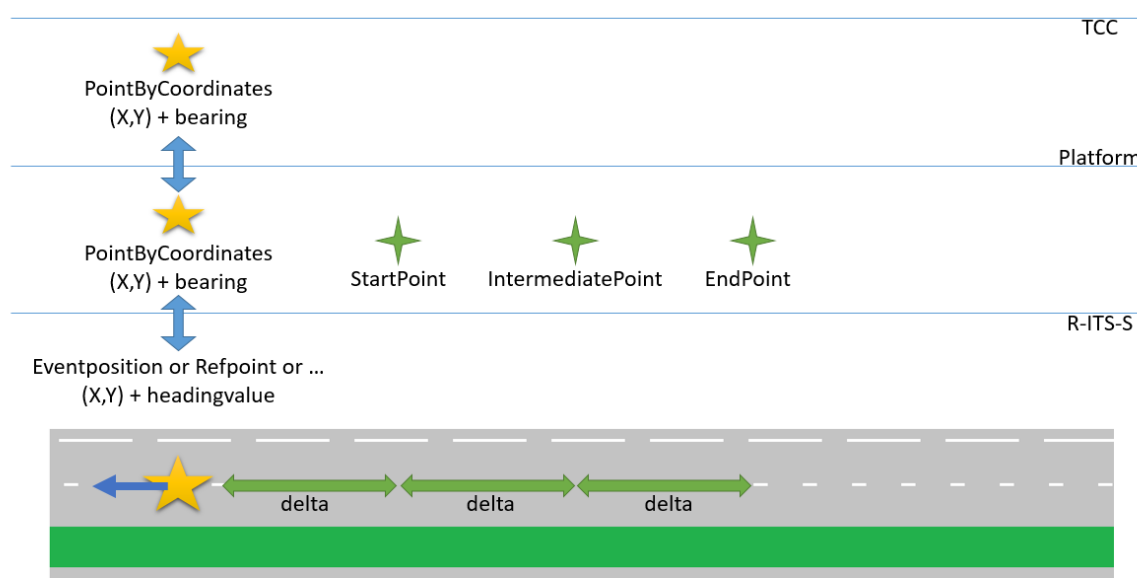 TCC
PointByCoordinates
(X,Y) + bearing
Platform
PointByCoordinates
(X,Y) + bearing
StartPoint
IntermediatePoint
EndPoint
R-ITS-S
Eventposition or Refpoint or ...
(X,Y) + headingvalue
delta
delta
delta